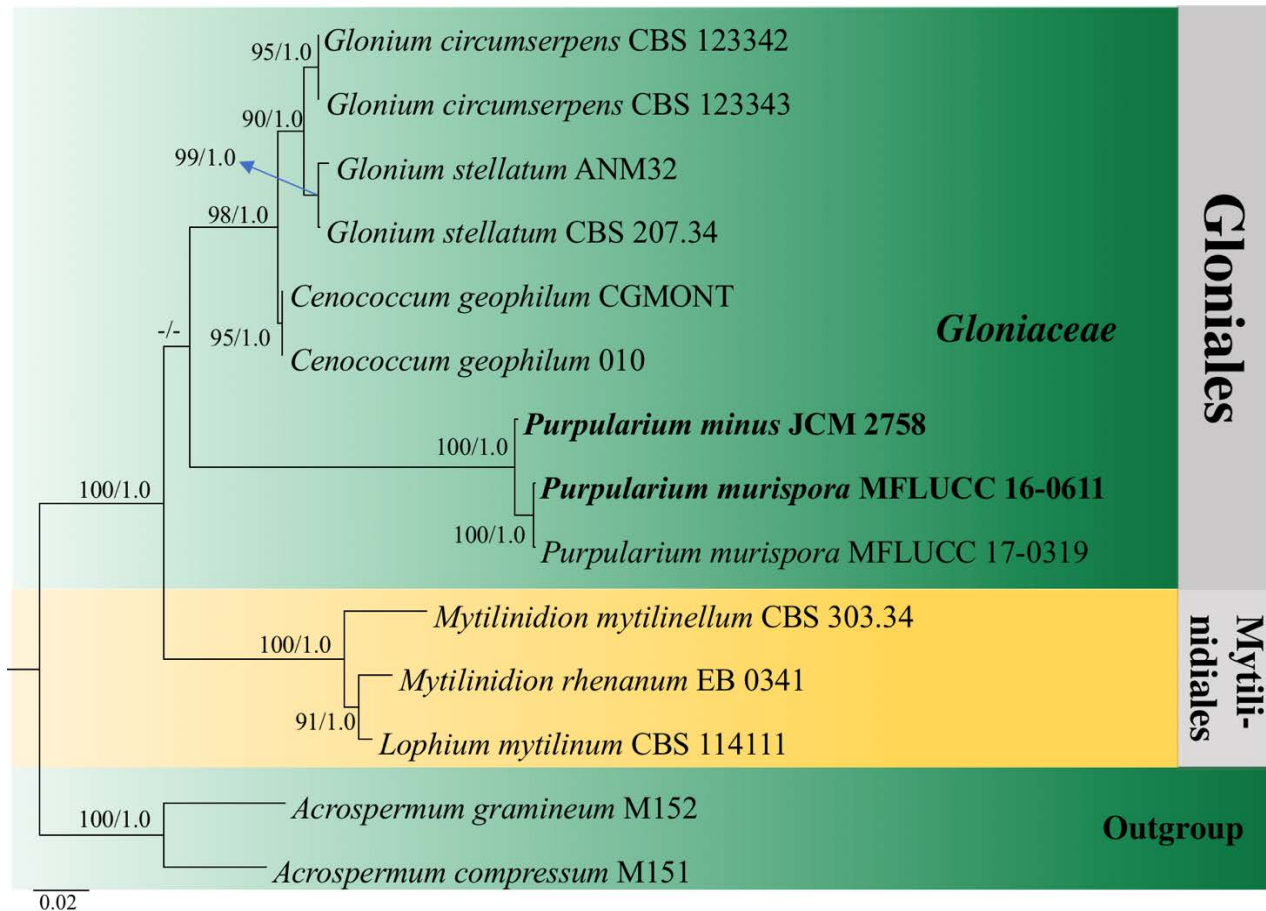 95/1.0
Glonium circumserpens CBS 123342
Glonium circumserpens CBS 123343
90/1.0
99/1.0
Glonium stellatum ANM32
98/1.0
Glonium stellatum CBS 207.34
Cenococcum geophilum CGMONT
-/-
95/1.0
Cenococcum geophilum 010
Gloniaceae
Gloniales
Purpularium minus JCM 2758
100/1.0
100/1.0
Purpularium murispora MFLUCC 16-0611
100/1.0
Purpularium murispora MFLUCC 17-0319
Mytilinidion mytilinellum CBS 303.34
100/1.0
Mytilinidion rhenanum EB 0341
91/1.0
Lophium mytilinum CBS 114111
Mytili-
nidiales
Acrospermum gramineum M152
100/1.0
Outgroup
Acrospermum compressum M151
0.02